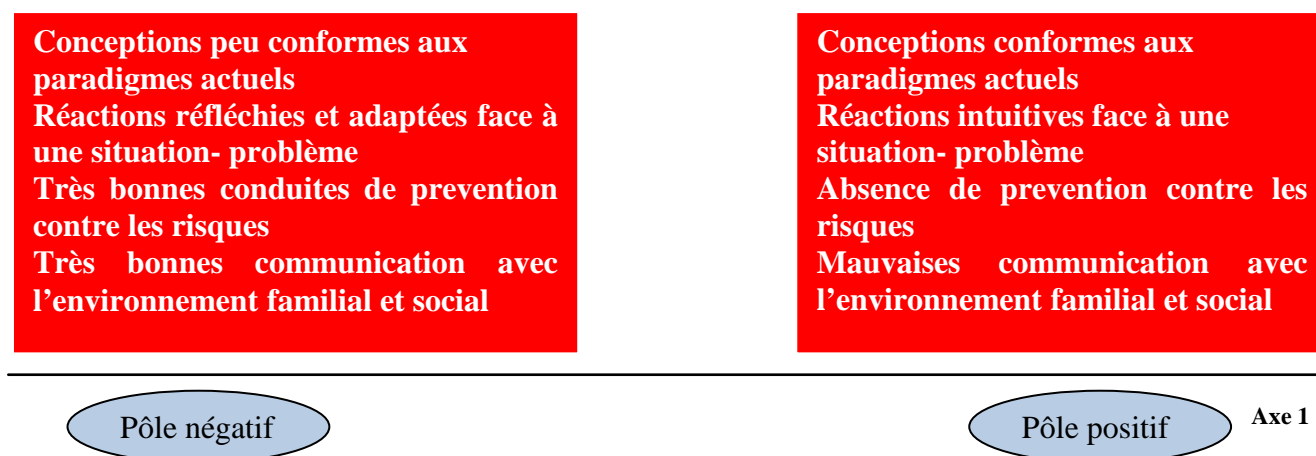 Conceptions peu conformes aux
paradigmes actuels
Réactions réfléchies et adaptées face à
une situation- problème
Très bonnes conduites de prevention
contre les risques
Très bonnes communication avec
l'environnement familial et social
Conceptions conformes aux
paradigmes actuels
Réactions intuitives face à une
situation- problème
Absence de prevention contre les
risques
Mauvaises communication avec
l'environnement familial et social
Pôle négatif
Pôle positif
Axe 1